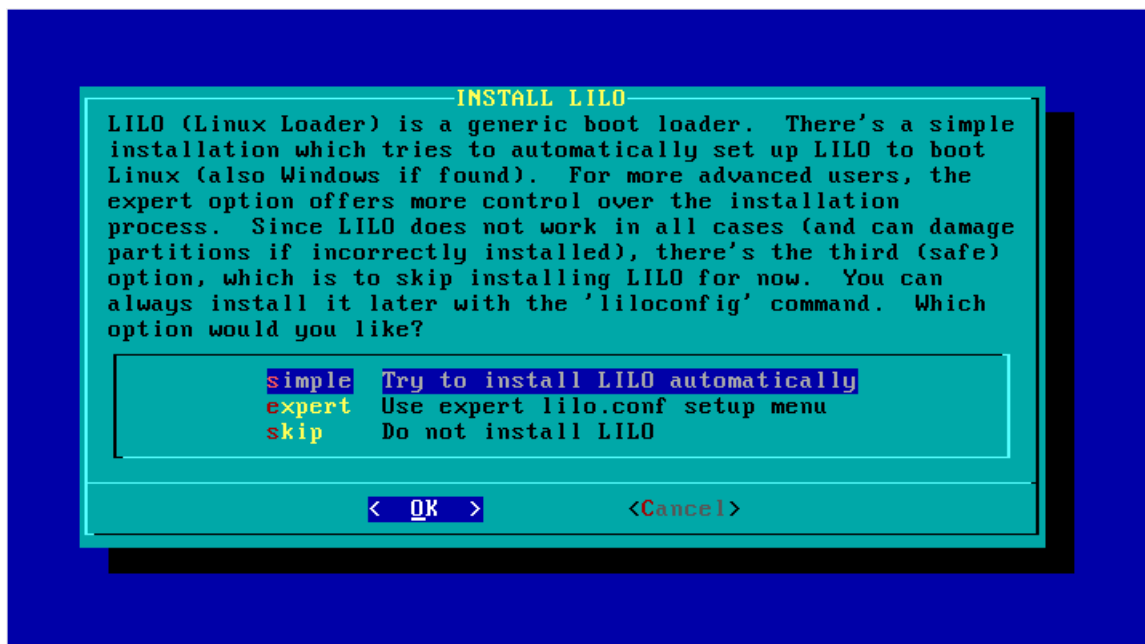 INSTALL LILO
LILO (Linux Loader) is a generic boot loader.  There's a simple
installation which tries to automatically set up LILO to boot
Linux (also Windows if found).  For more advanced users, the
expert option offers more control over the installation
process.  Since LILO does not work in all cases (and can damage
partitions if incorrectly installed), there's the third (safe)
option, which is to skip installing LILO for now.  You can
always install it later with the 'liloconfig' command.  Which
option would you like?
simple  Try to install LILO automatically
expert  Use expert lilo.conf setup menu
skip    Do not install LILO
<  OK  >          <Cancel>